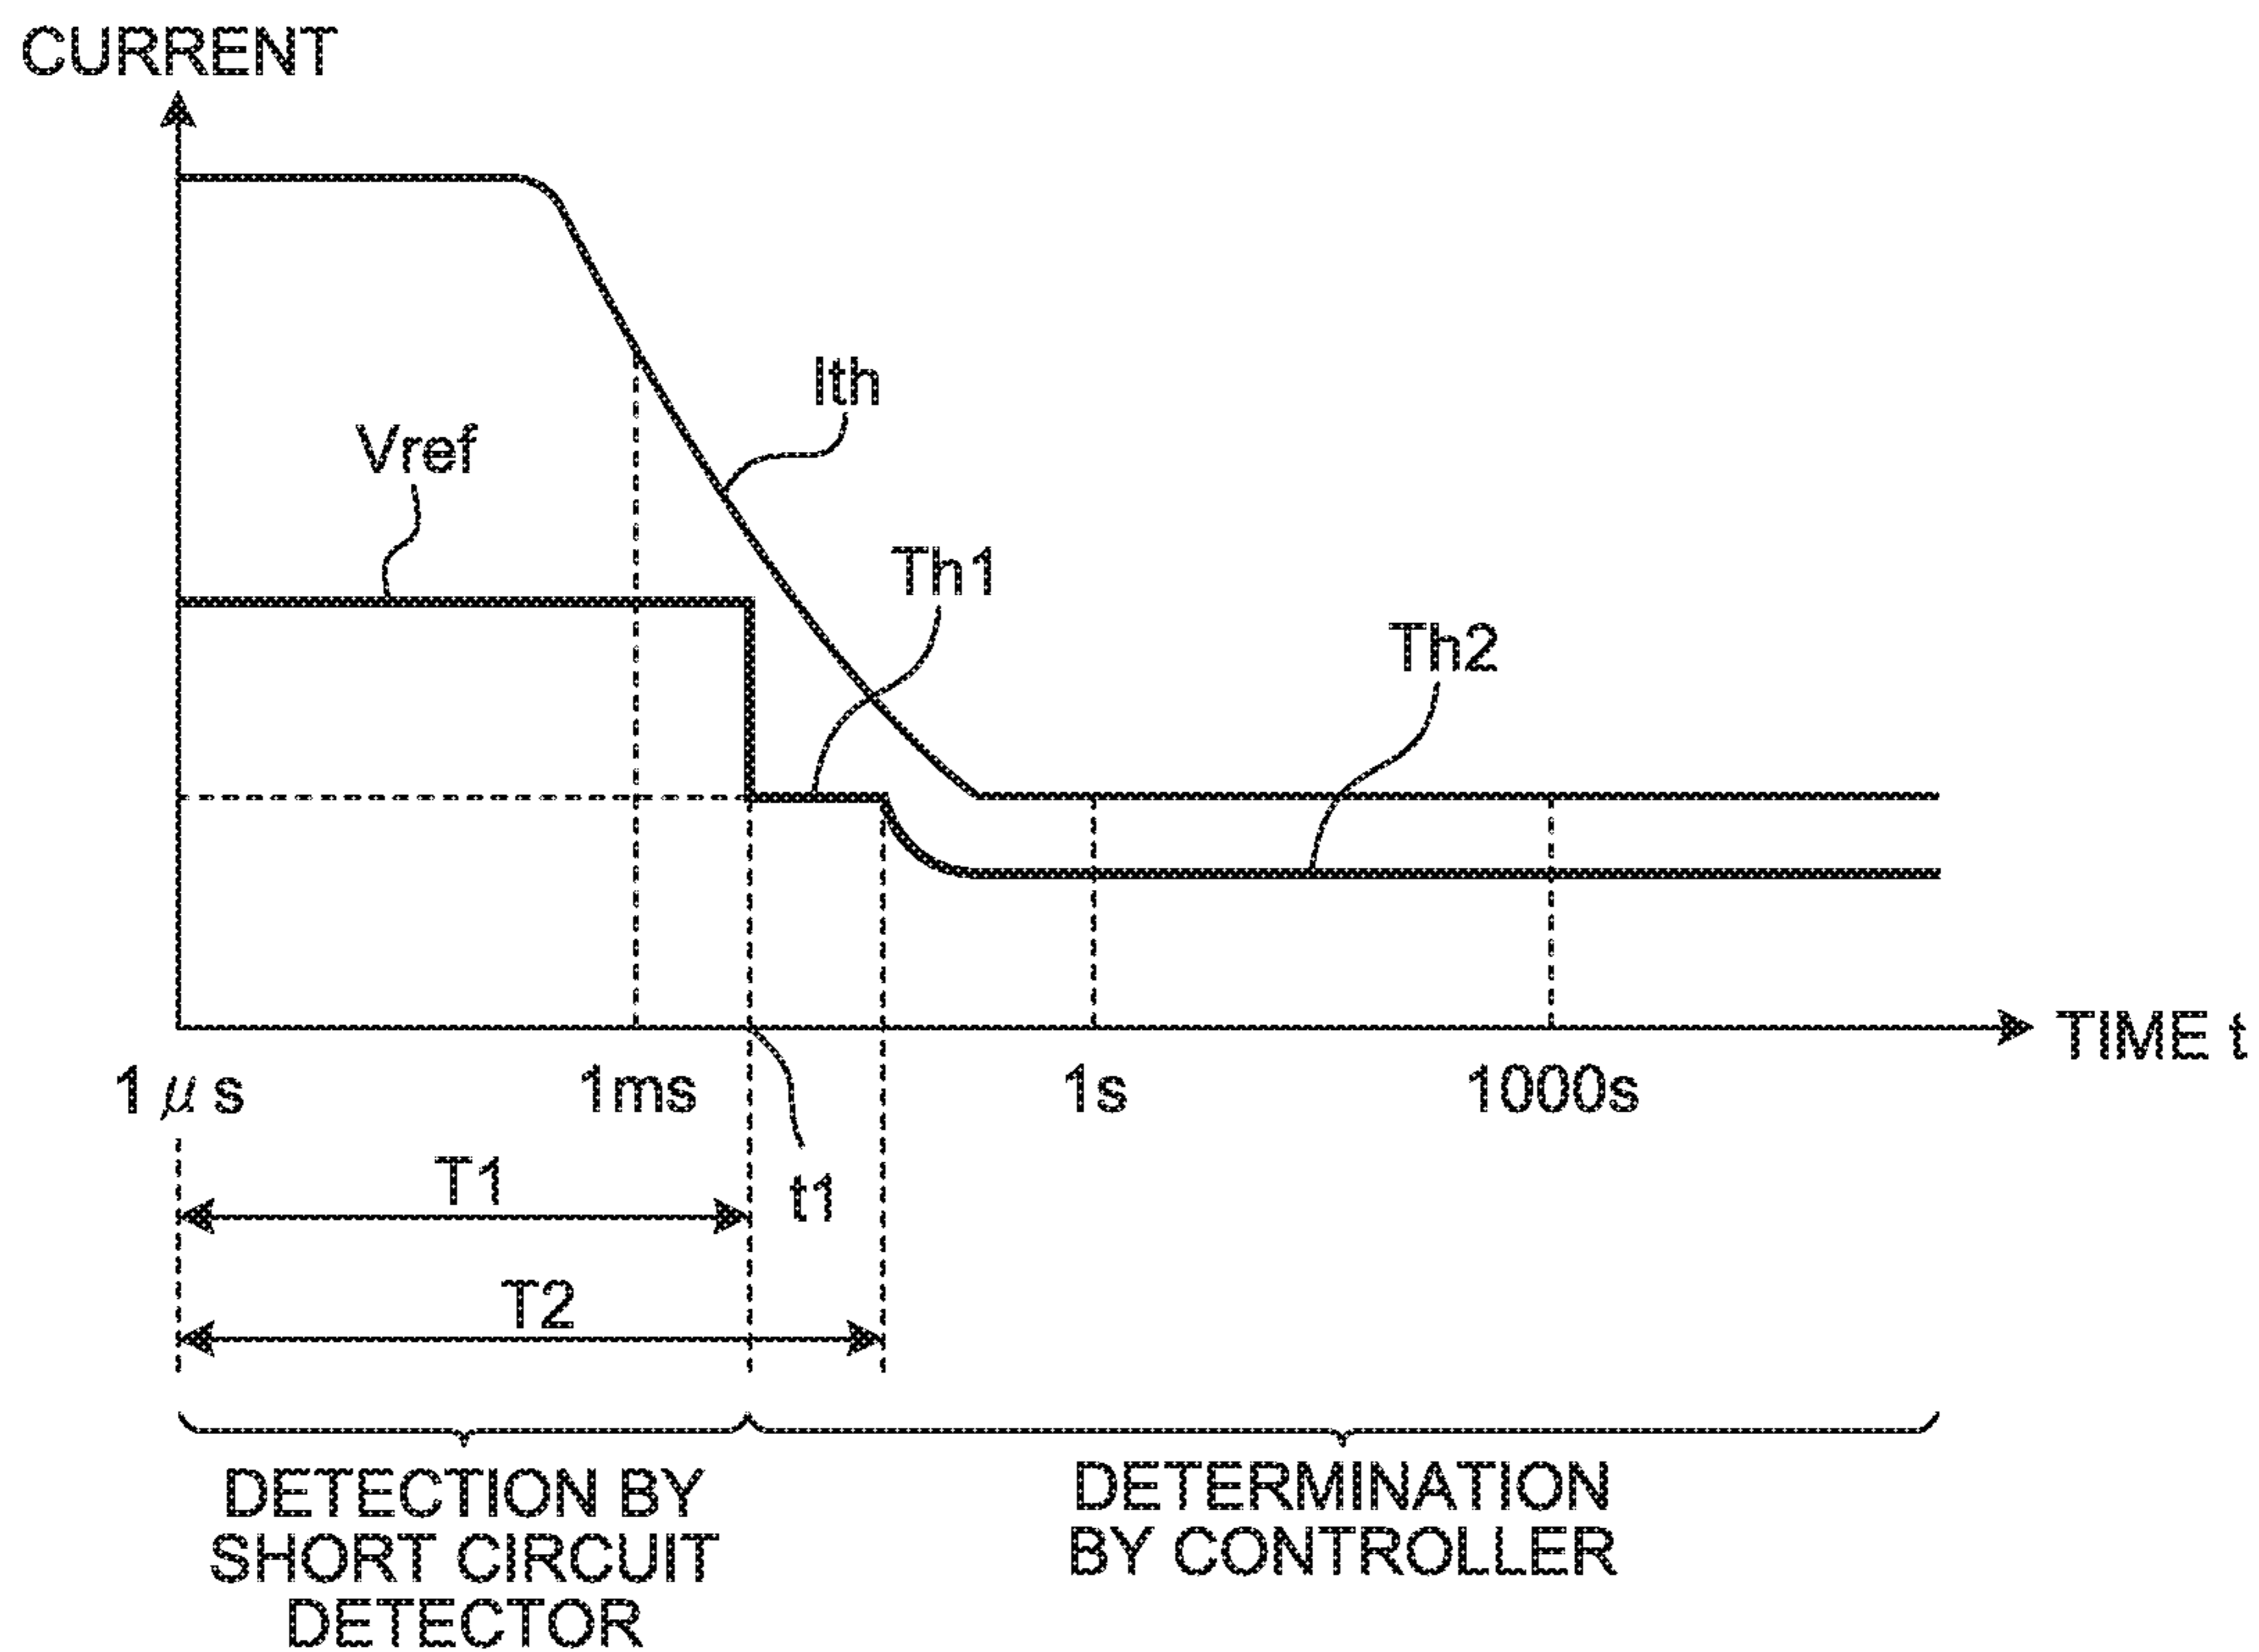 CURRENT
Ith
Vref
Th1
Th2
TIME t
1μs
1ms
1s
1000s
T1
t1
T2
DETECTION BY
SHORT CIRCUIT
DETECTOR
DETERMINATION
BY CONTROLLER